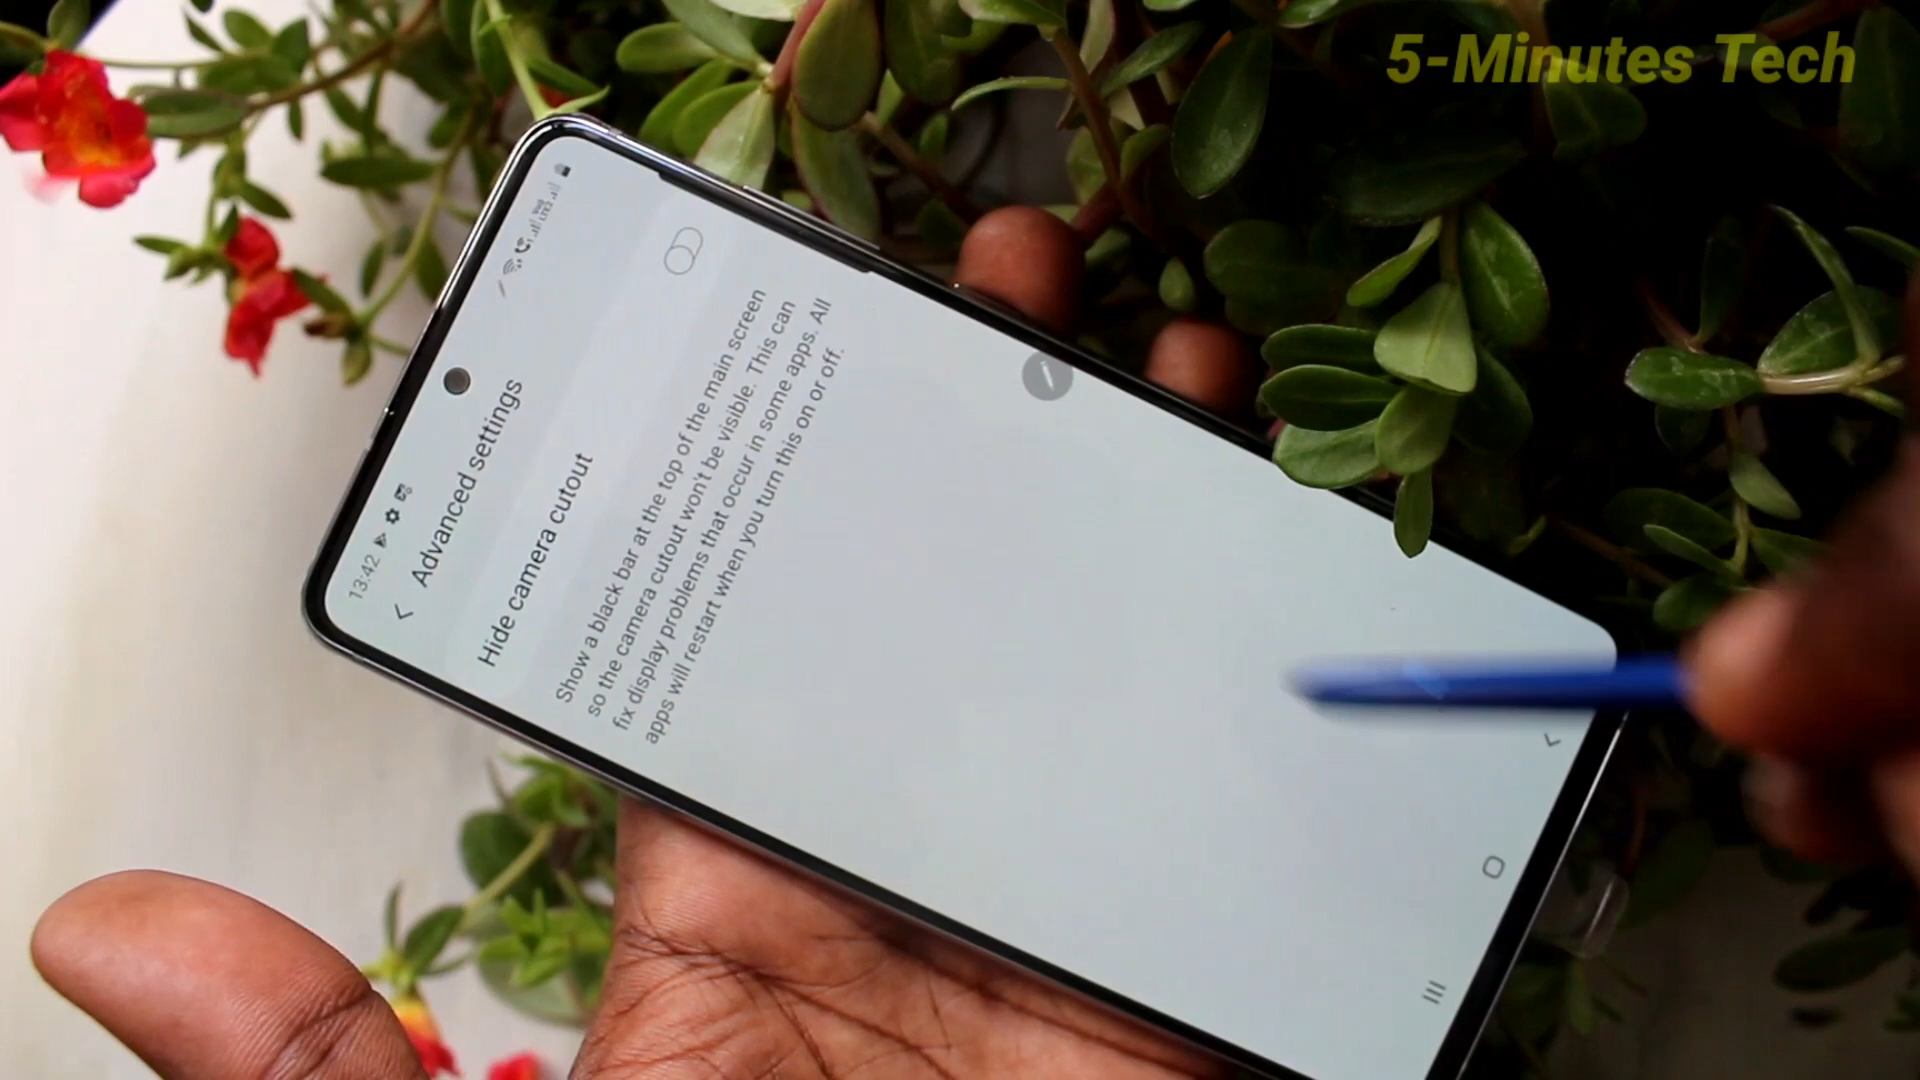 5-Minutes Tech
13:42
Advanced settings
Hide camera cutout
Show a black bar at the top of the main screen
so the camera cutout won't be visible. This can
fix display problems that occur in some apps. All
apps will restart when you turn this on or off.